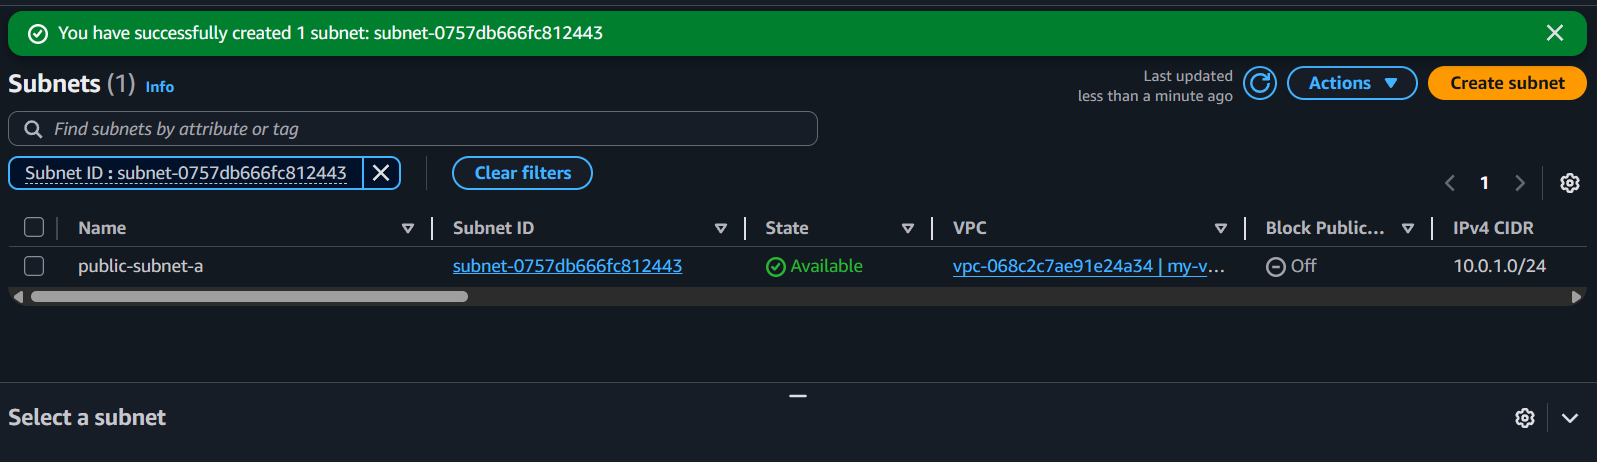 You have successfully created 1 subnet: subnet-0757db666fc812443
Subnets (1) Info
Last updated
less than a minute ago
Actions
Create subnet
Find subnets by attribute or tag
Subnet ID : subnet-0757db666fc812443
Clear filters
1
Name Subnet ID State VPC Block Public... IPv4 CIDR
public-subnet-a subnet-0757db666fc812443 Available vpc-068c2c7ae91e24a34 | my-v... Off 10.0.1.0/24
Select a subnet